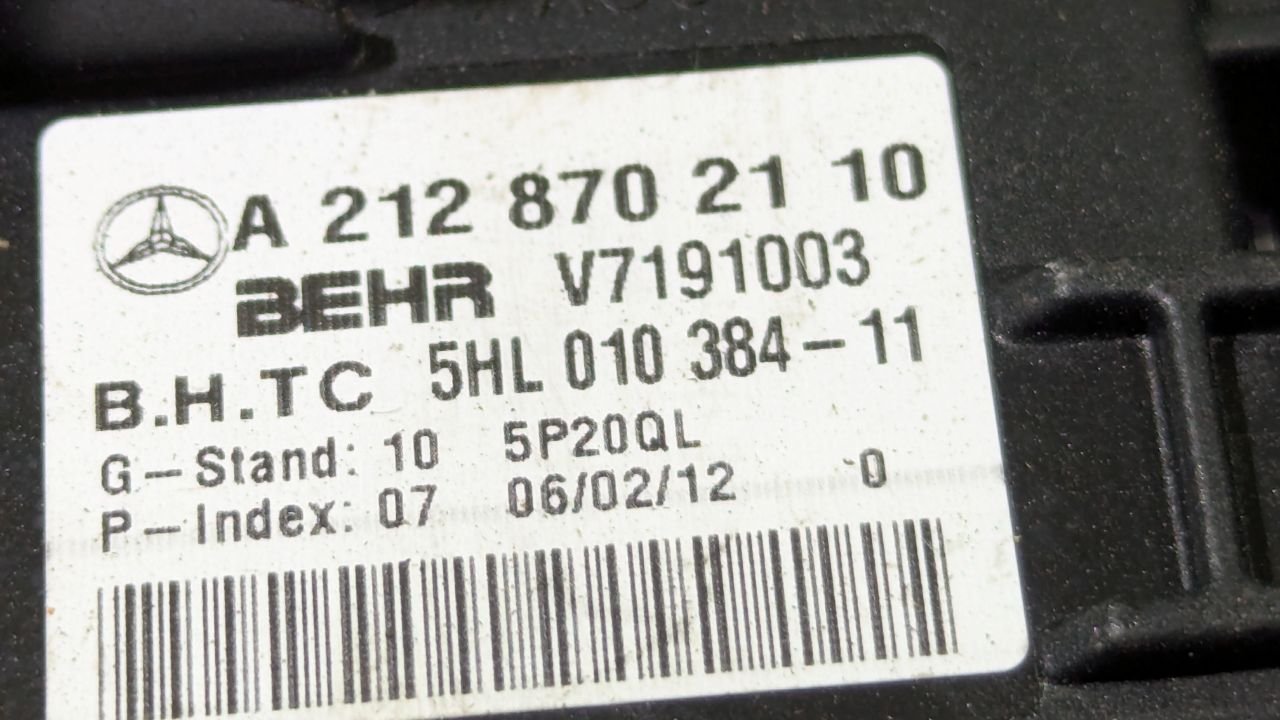 A 212 870 21 10
BEHR V7191003
B.H.TC 5HL 010 384-11
G-Stand: 10 5P20QL
P-Index: 07 06/02/12 0